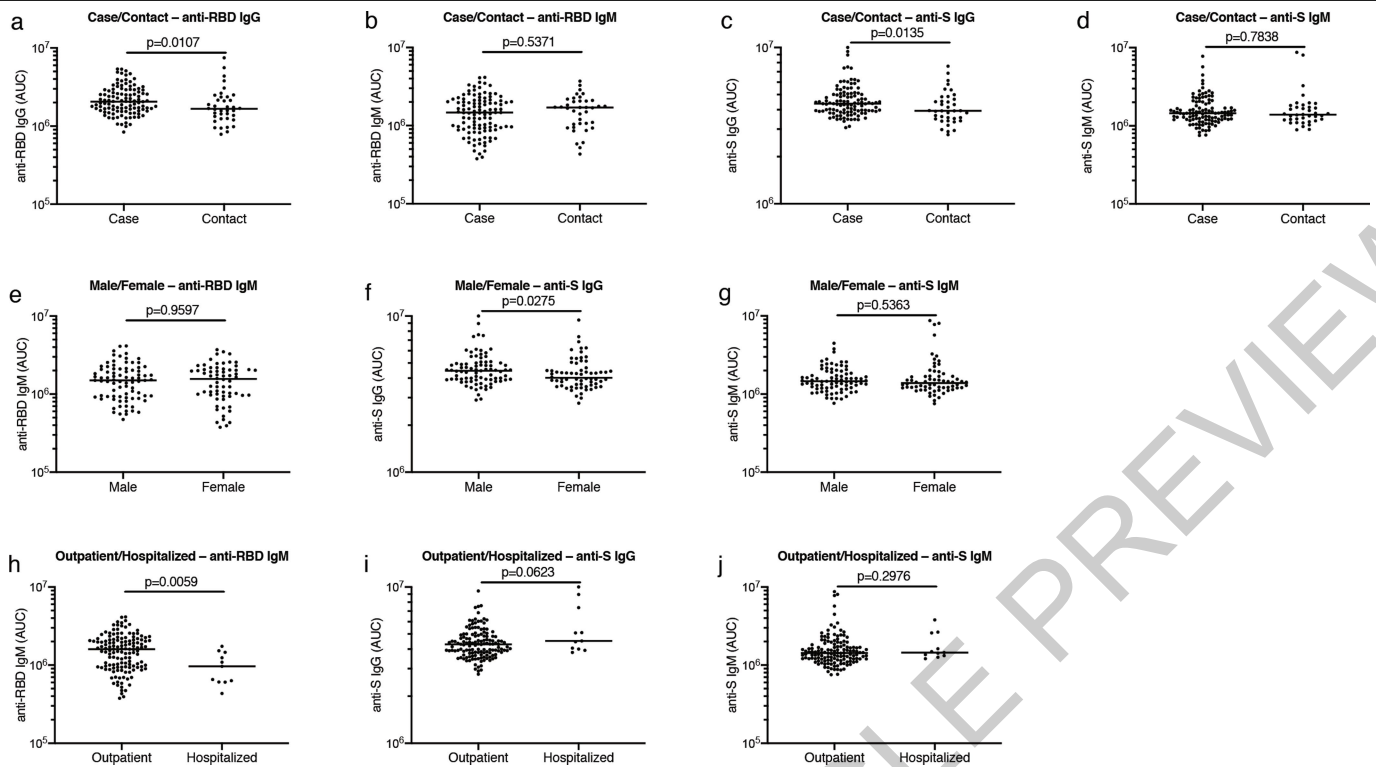 a
Case/Contact – anti-RBD IgG
p=0.0107
10⁷
10⁶
10⁵
anti-RBD IgG (AUC)
Case Contact
b
Case/Contact – anti-RBD IgM
p=0.5371
10⁷
10⁶
10⁵
anti-RBD IgM (AUC)
Case Contact
c
Case/Contact – anti-S IgG
p=0.0135
10⁷
10⁶
anti-S IgG (AUC)
Case Contact
d
Case/Contact – anti-S IgM
p=0.7838
10⁷
10⁶
10⁵
anti-S IgM (AUC)
Case Contact
e
Male/Female – anti-RBD IgM
p=0.9597
10⁷
10⁶
10⁵
anti-RBD IgM (AUC)
Male Female
f
Male/Female – anti-S IgG
p=0.0275
10⁷
10⁶
anti-S IgG (AUC)
Male Female
g
Male/Female – anti-S IgM
p=0.5363
10⁷
10⁶
10⁵
anti-S IgM (AUC)
Male Female
h
Outpatient/Hospitalized – anti-RBD IgM
p=0.0059
10⁷
10⁶
10⁵
anti-RBD IgM (AUC)
Outpatient Hospitalized
i
Outpatient/Hospitalized – anti-S IgG
p=0.0623
10⁷
10⁶
anti-S IgG (AUC)
Outpatient Hospitalized
j
Outpatient/Hospitalized – anti-S IgM
p=0.2976
10⁷
10⁶
10⁵
anti-S IgM (AUC)
Outpatient Hospitalized
LE PREVIEW